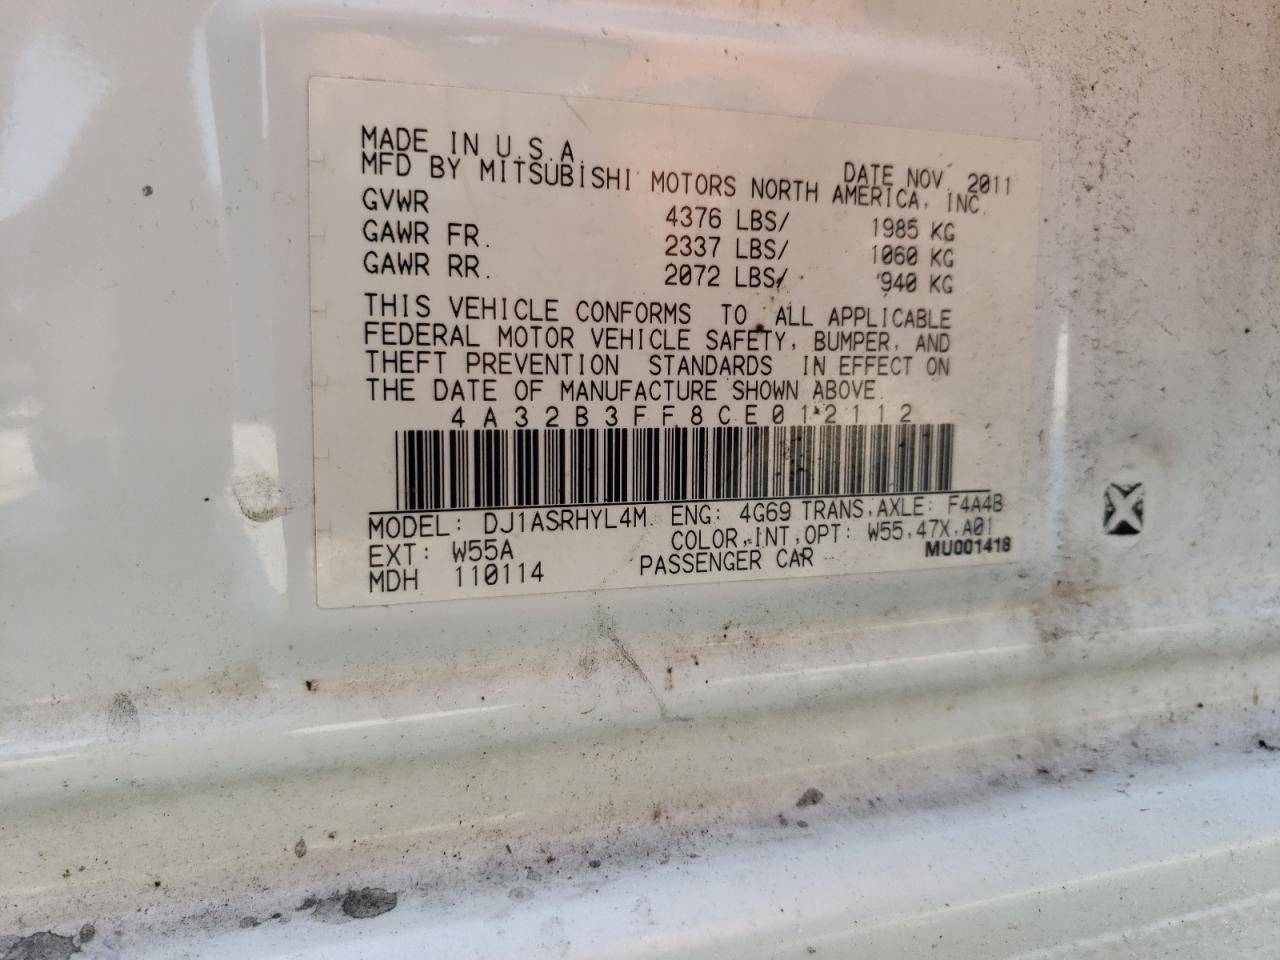 MADE IN U.S.A.
DATE NOV. 2011
MFD BY MITSUBISHI MOTORS NORTH AMERICA, INC.
GVWR 4376 LBS/ 1985 KG
GAWR FR. 2337 LBS/ 1060 KG
GAWR RR. 2072 LBS/ 940 KG
THIS VEHICLE CONFORMS TO ALL APPLICABLE
FEDERAL MOTOR VEHICLE SAFETY, BUMPER, AND
THEFT PREVENTION STANDARDS IN EFFECT ON
THE DATE OF MANUFACTURE SHOWN ABOVE.
4A32B3FF8CE012112
MODEL: DJ1ASRHYL4M ENG: 4G69 TRANS,AXLE: F4A4B
EXT: W55A COLOR,INT,OPT: W55,47X,A01
MDH 110114 PASSENGER CAR MU001418